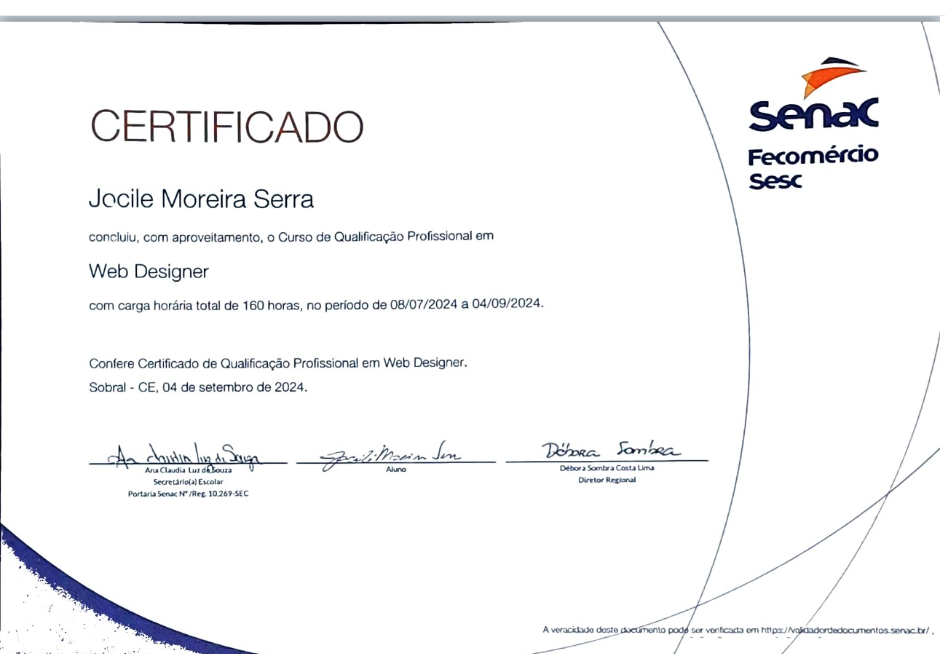 CERTIFICADO
Senac
Fecomércio
Sesc
Jocile Moreira Serra
concluiu, com aproveitamento, o Curso de Qualificação Profissional em
Web Designer
com carga horária total de 160 horas, no período de 08/07/2024 a 04/09/2024.
Confere Certificado de Qualificação Profissional em Web Designer.
Sobral - CE, 04 de setembro de 2024.
Ana Claudia Luz de Souza
Débora Sombra
Ana Claudia Luz de Souza
Secretário(a) Escolar
Portaria Senac Nº /Reg. 10.269-SEC
Aluno
Débora Sombra Costa Lima
Diretor Regional
A veracidade deste documento pode ser verificada em https://validadordedocumentos.senac.br/ .